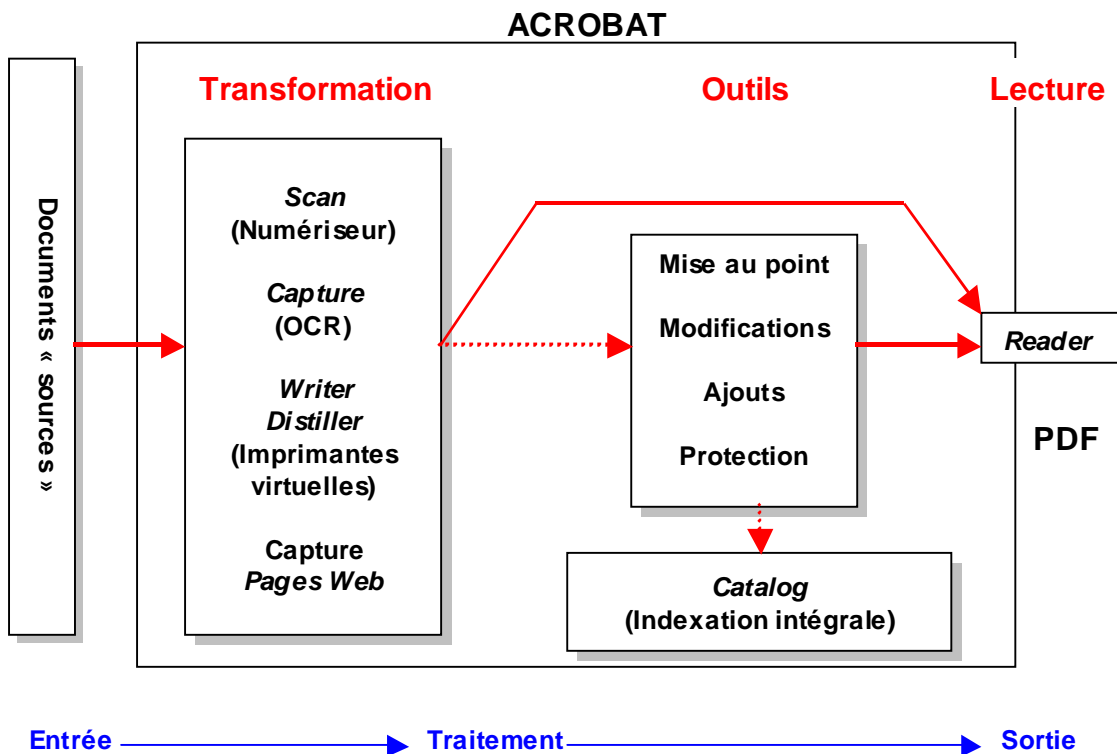 ACROBAT
Documents « sources »
Transformation
Outils
Lecture
Scan
(Numériseur)
Capture
(OCR)
Writer
Distiller
(Imprimantes
virtuelles)
Capture
Pages Web
Mise au point
Modifications
Ajouts
Protection
Catalog
(Indexation intégrale)
Reader
PDF
Entrée
Traitement
Sortie